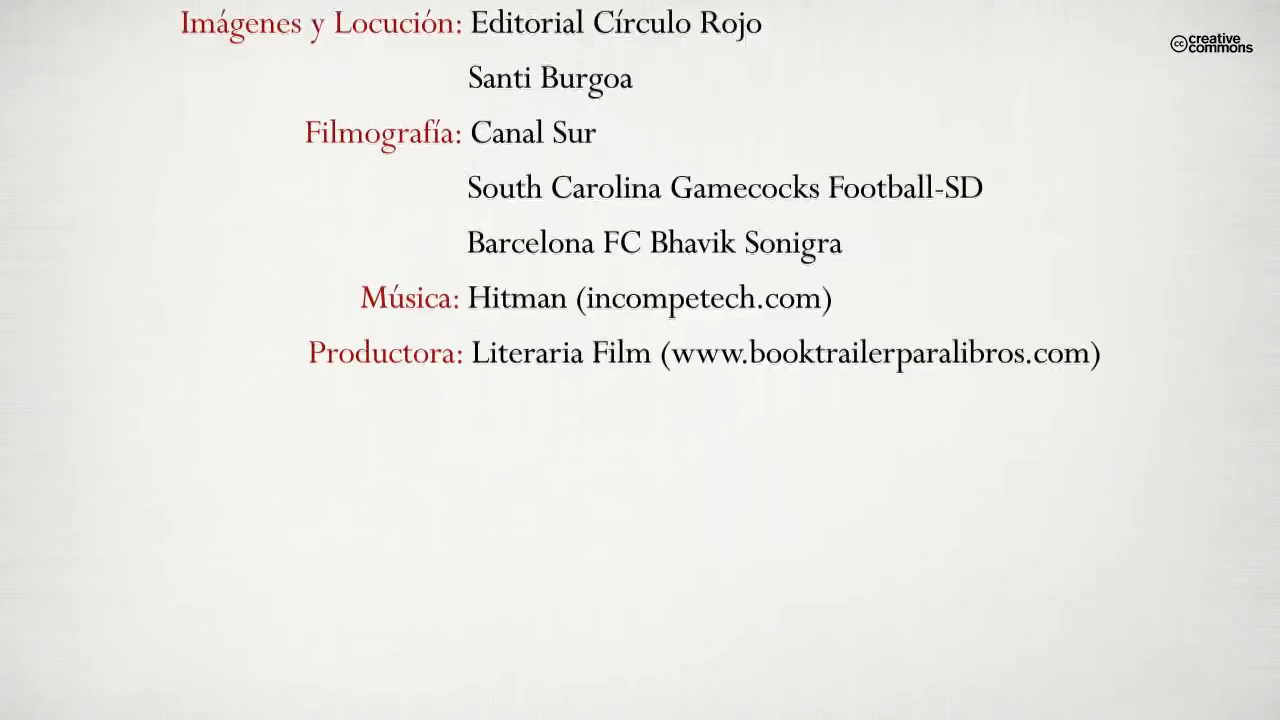 Imágenes y Locución: Editorial Círculo Rojo
creative commons
Santi Burgoa
Filmografía: Canal Sur
South Carolina Gamecocks Football-SD
Barcelona FC Bhavik Sonigra
Música: Hitman (incompetech.com)
Productora: Literaria Film (www.booktrailerparalibros.com)